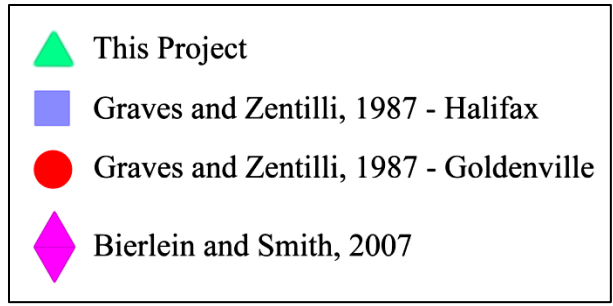 This Project
Graves and Zentilli, 1987 - Halifax
Graves and Zentilli, 1987 - Goldenville
Bierlein and Smith, 2007